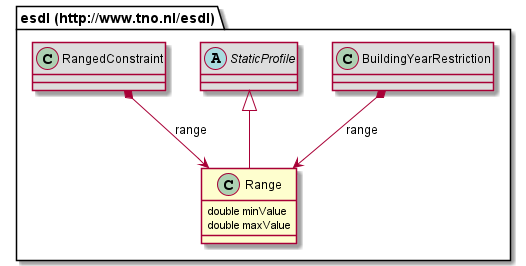 esdl (http://www.tno.nl/esdl)
C RangedConstraint
A StaticProfile
C BuildingYearRestriction
range
range
C Range
double minValue
double maxValue